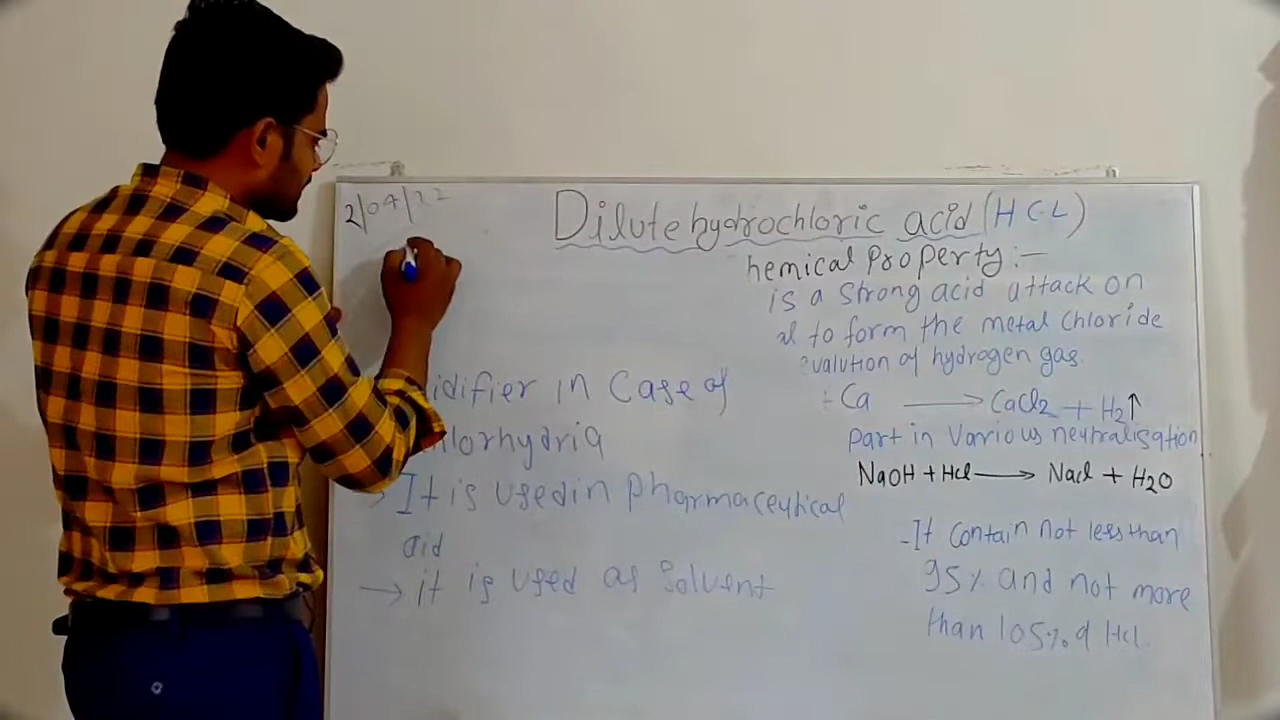 2/04/22
Dilute hydrochloric acid (H C L)
hemical Property :-
is a strong acid attack on
al to form the metal chloride
evalution of hydrogen gas.
:- Ca → CaCl2 + H2↑
part in Various neutralisation
NaOH + HCl → NaCl + H2O
- It contain not less than
95% and not more
than 105% of HCl.
idifier in Case of
lorhydria
→ It is used in pharmaceutical
aid
→ it is used as solvent